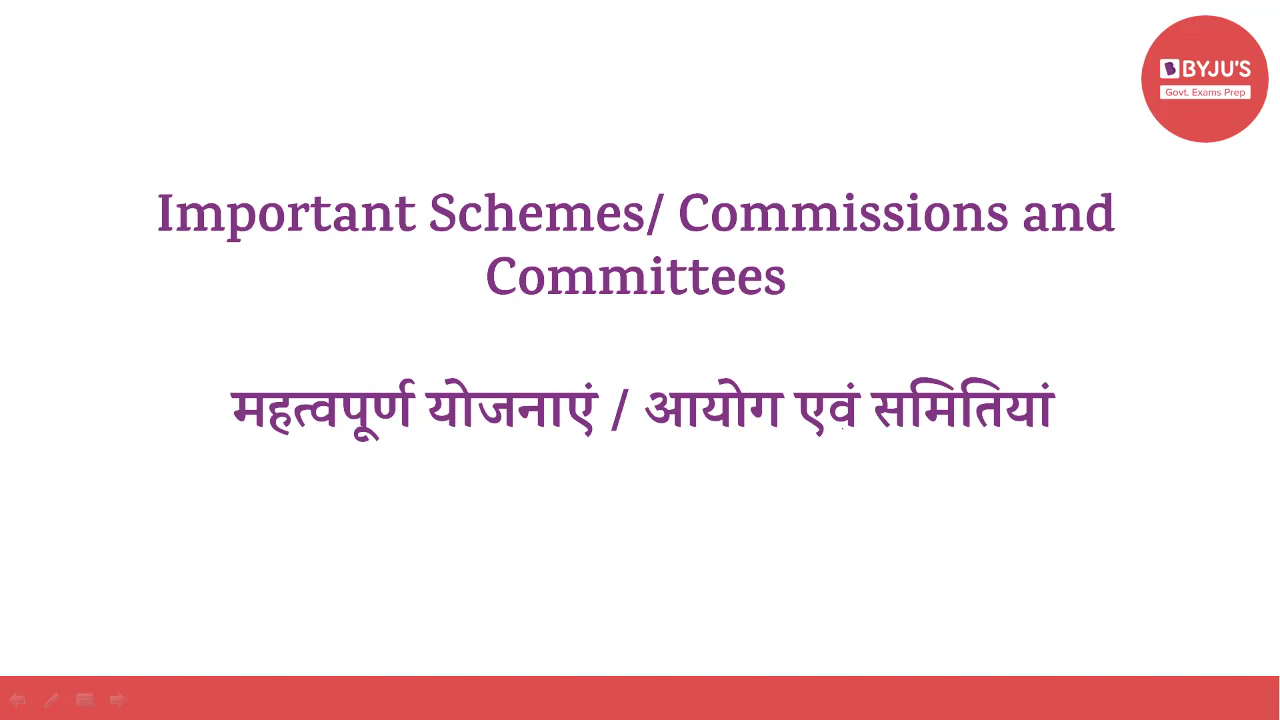 BYJU'S
Govt. Exams Prep
Important Schemes/ Commissions and
Committees
महत्वपूर्ण योजनाएं / आयोग एवं समितियां